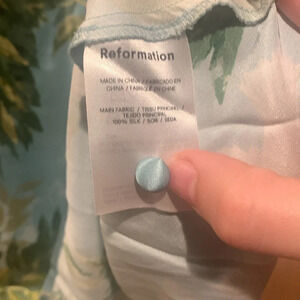 Reformation
MADE IN CHINA / FABRICADO EN
CHINA / FABRIQUÉ EN CHINE
MAIN FABRIC / TISSU PRINCIPAL /
TEJIDO PRINCIPAL
100% SILK / SOIE / SEDA